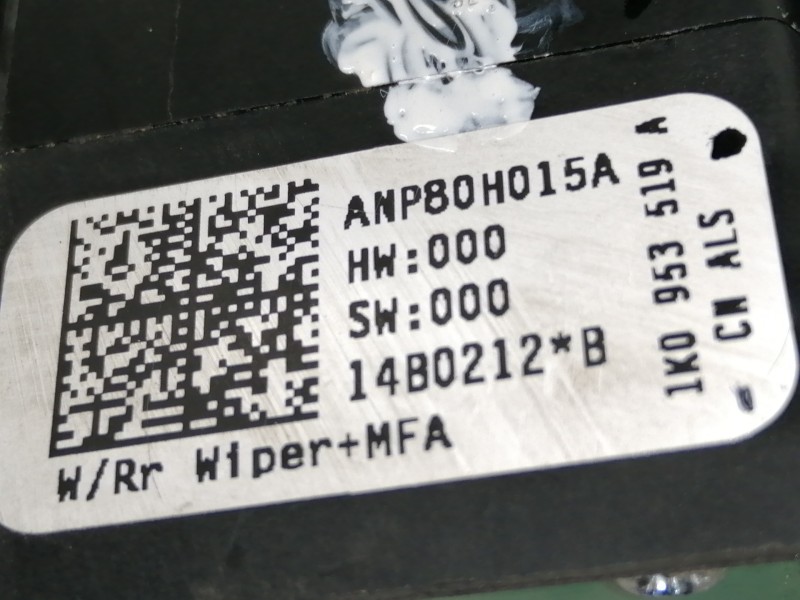 ANP80H015A
HW:000
SW:000
14B0212*B
W/Rr Wiper+MFA
1K0 953 519 A
CN ALS